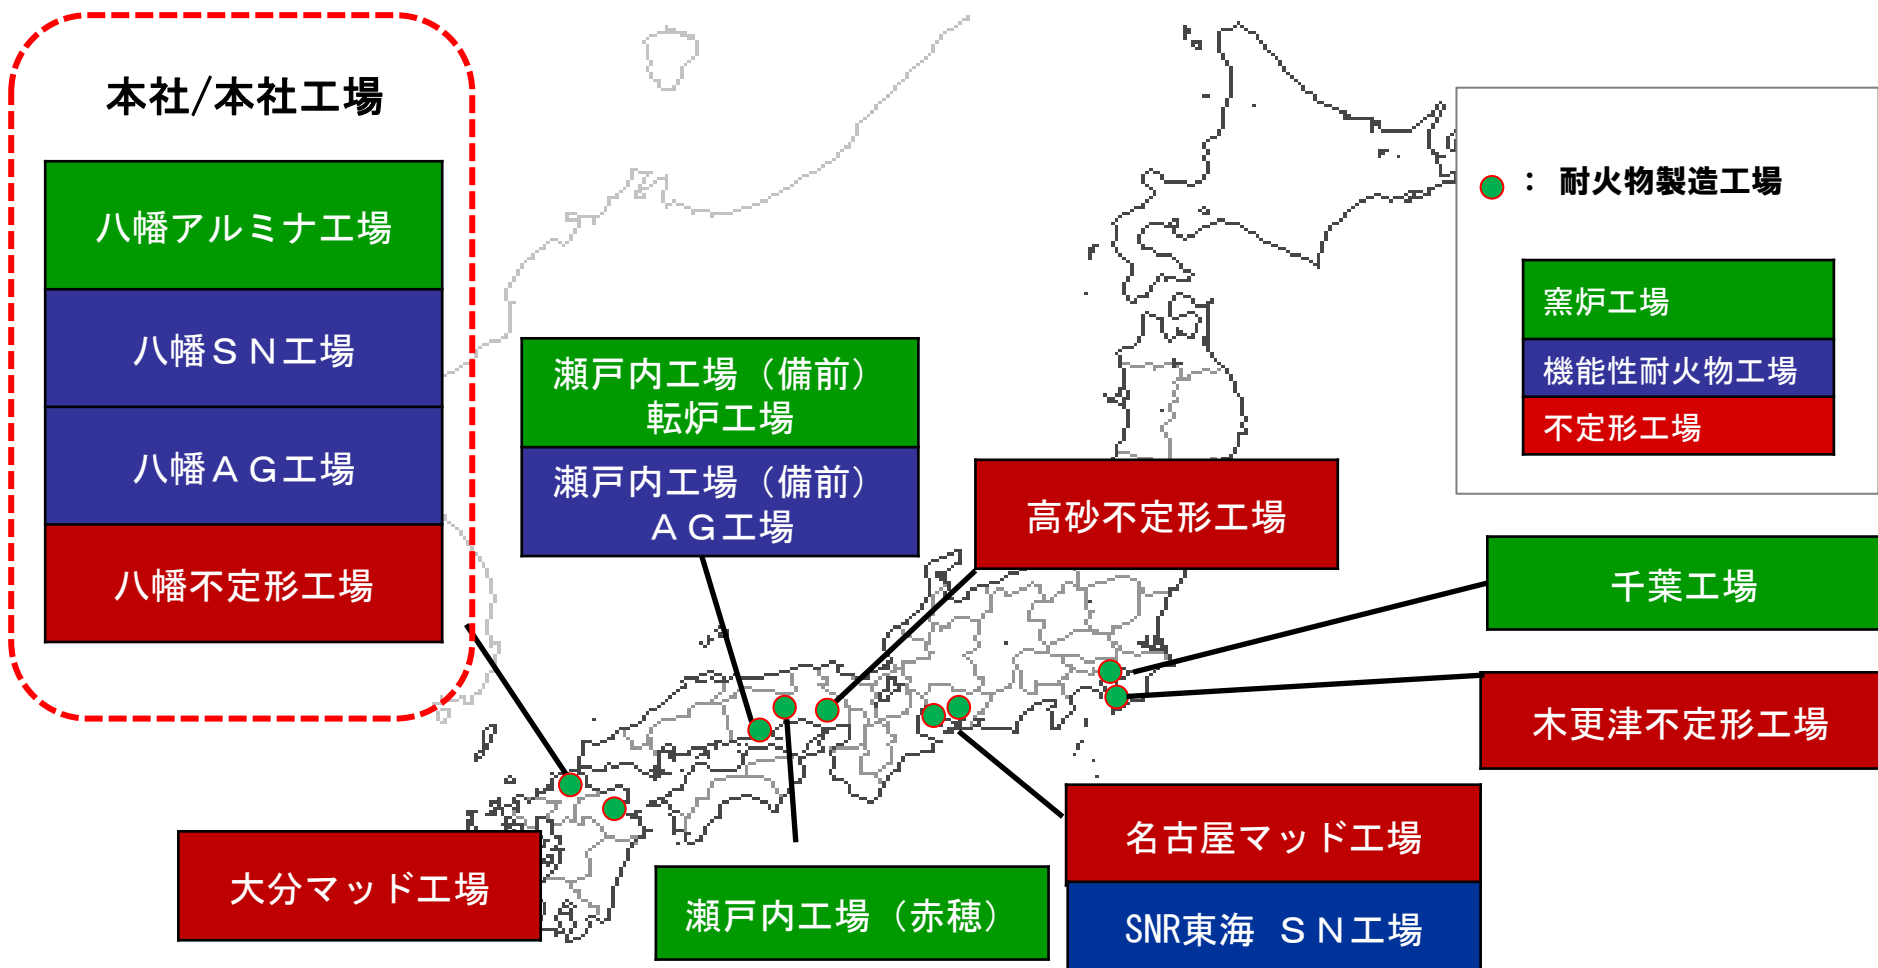 本社/本社工場
八幡アルミナ工場
八幡ＳＮ工場
八幡ＡＧ工場
八幡不定形工場
瀬戸内工場（備前）
転炉工場
瀬戸内工場（備前）
ＡＧ工場
高砂不定形工場
： 耐火物製造工場
窯炉工場
機能性耐火物工場
不定形工場
千葉工場
木更津不定形工場
名古屋マッド工場
SNR東海 ＳＮ工場
瀬戸内工場（赤穂）
大分マッド工場